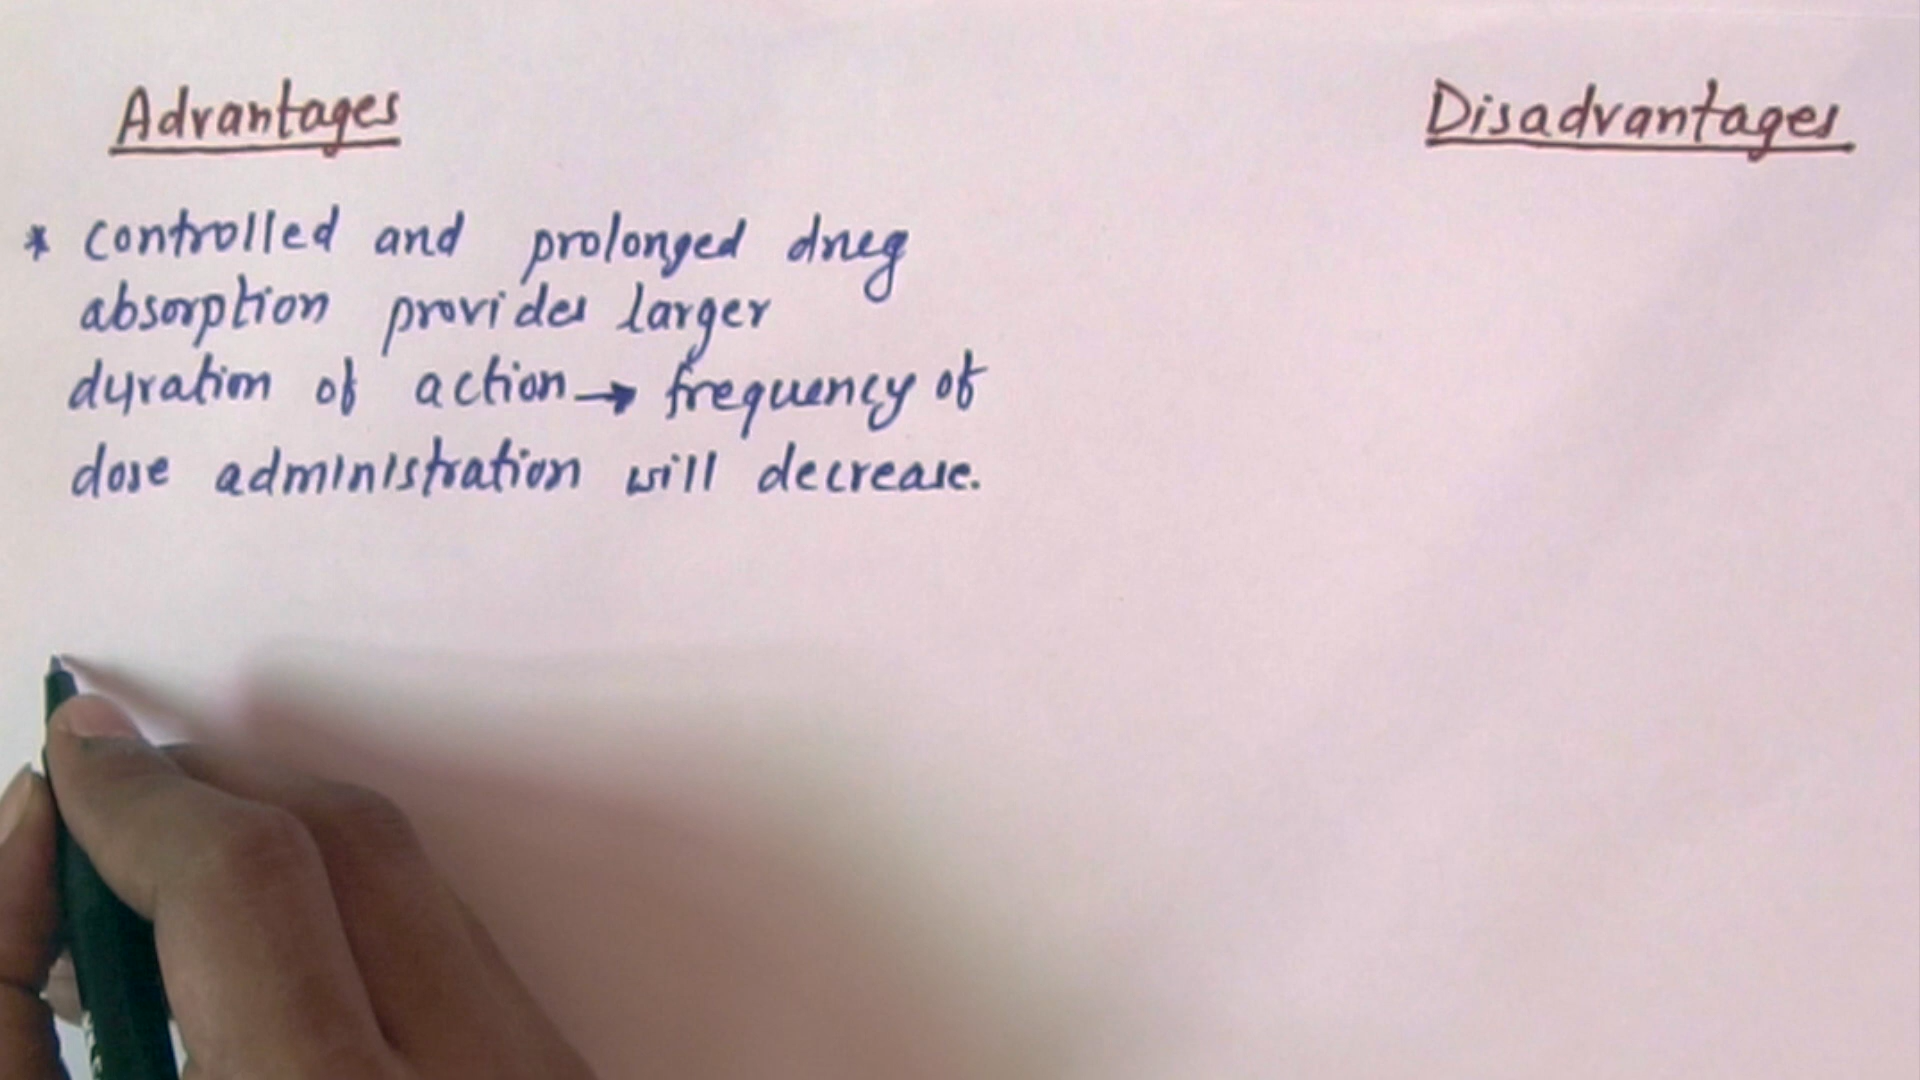 Advantages
Disadvantages
* controlled and prolonged drug
absorption provides larger
duration of action → frequency of
dose administration will decrease.